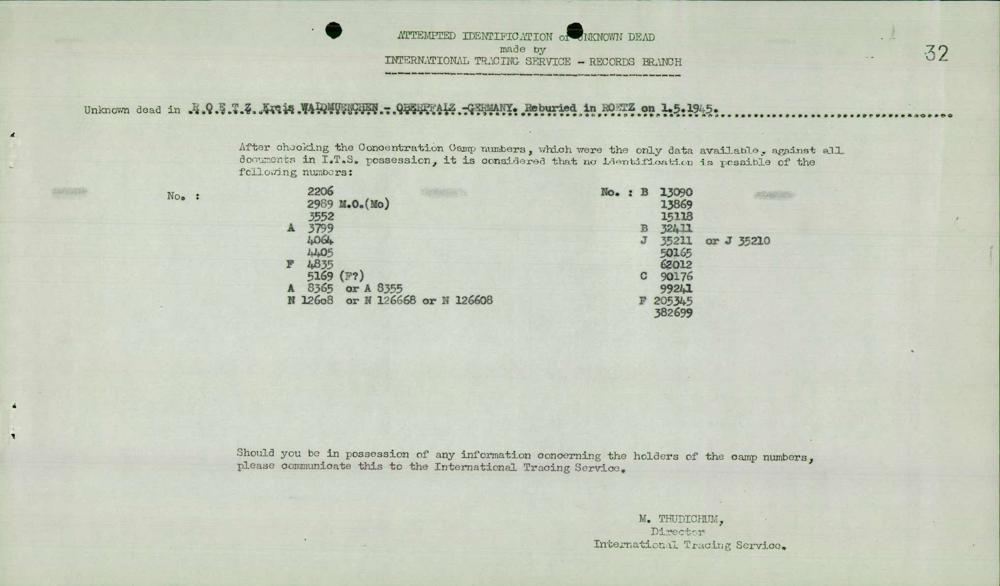 ATTEMPTED IDENTIFICATION of UNKNOWN DEAD
made by
INTERNATIONAL TRACING SERVICE - RECORDS BRANCH
32
Unknown dead in R.O.E.T.Z. Kreis WALDMUENCHEN - OBERPFALZ -GERMANY. Reburied in ROETZ on 1.5.1945.
After checking the Concentration Camp numbers, which were the only data available, against all
documents in I.T.S. possession, it is considered that no identification is possible of the
following numbers:
No. :
2206
2989 M.O.(Mo)
3552
A 3799
4064
4405
F 4835
5169 (F?)
A 8365 or A 8355
N 12608 or N 126668 or N 126608
No. : B 13090
13869
15118
B 32411
J 35211 or J 35210
50165
62012
C 90176
99241
F 205345
382699
Should you be in possession of any information concerning the holders of the camp numbers,
please communicate this to the International Tracing Service.
M. THUDICHUM,
Director
International Tracing Service.